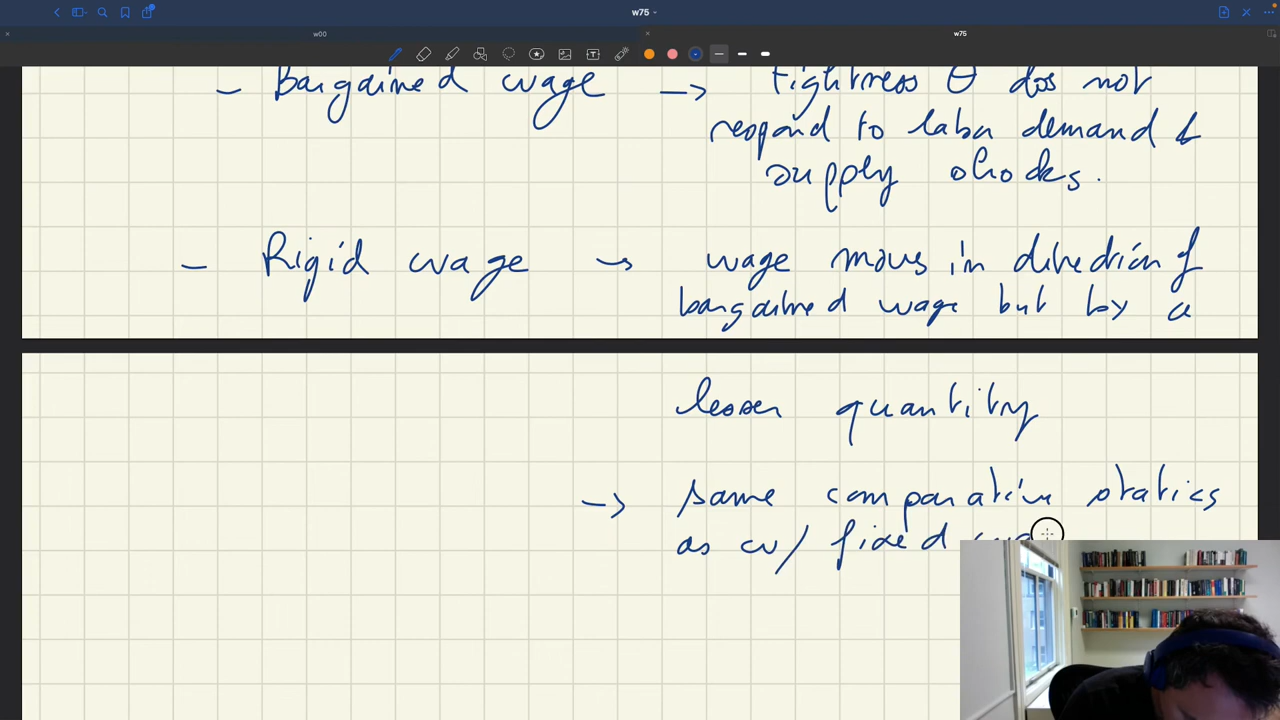 w75
w00
w75
- Bargained wage → tightness θ does not
respond to labor demand &
supply shocks.
- Rigid wage → wage moves in direction of
bargained wage but by a
lesser quantity
→ same comparative statics
as w/ fixed